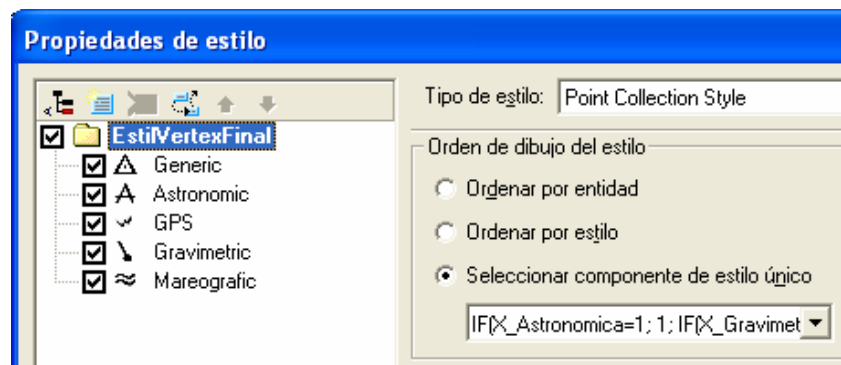 Propiedades de estilo
EstilVertexFinal
Generic
Astronomic
GPS
Gravimetric
Mareografic
Tipo de estilo: Point Collection Style
Orden de dibujo del estilo
Ordenar por entidad
Ordenar por estilo
Seleccionar componente de estilo único
IF(X_Astronomica=1; 1; IF(X_Gravimet